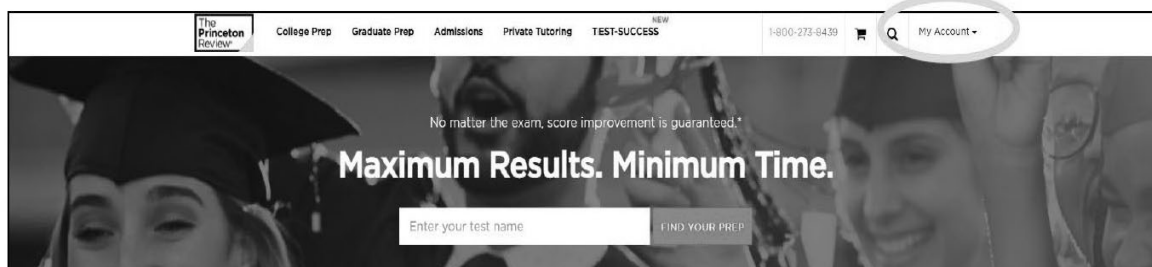 The
Princeton
Review®
College Prep
Graduate Prep
Admissions
Private Tutoring
NEW
TEST-SUCCESS
1-800-273-8439
My Account
No matter the exam, score improvement is guaranteed.*
Maximum Results. Minimum Time.
Enter your test name
FIND YOUR PREP